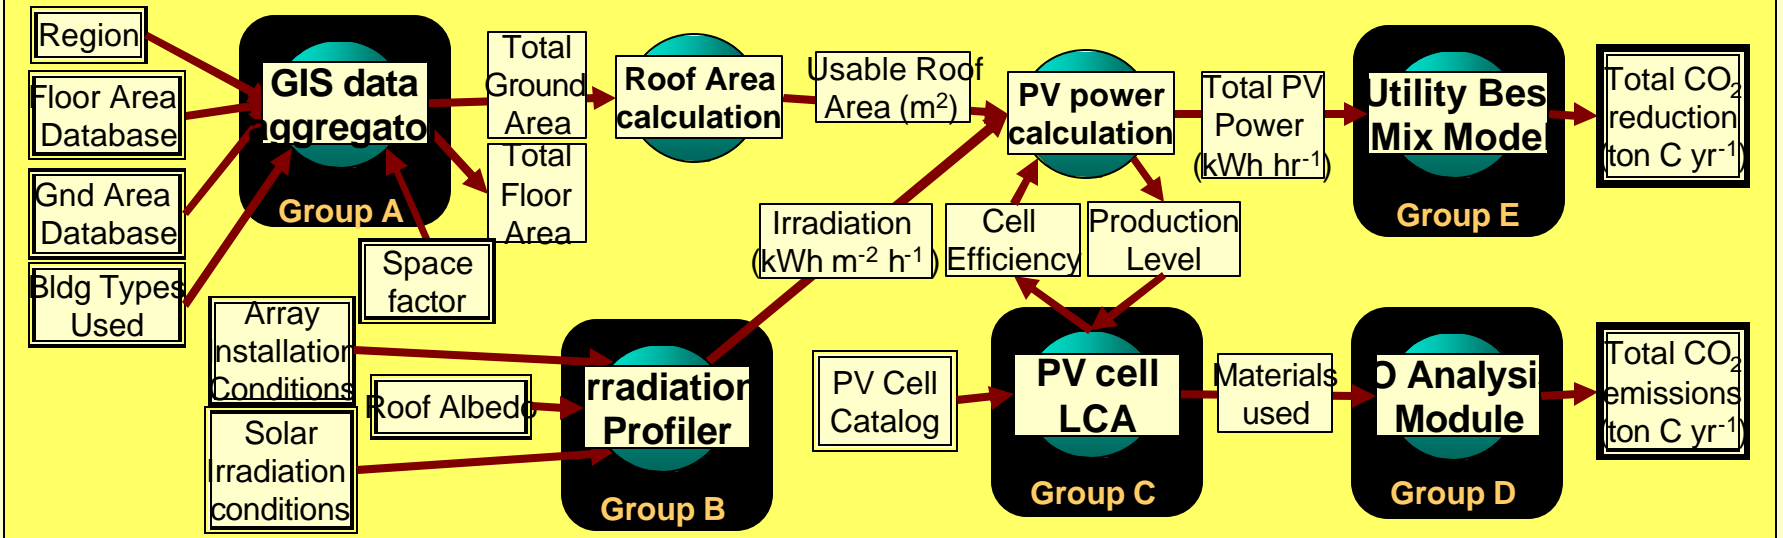 Region
Floor Area
Database
Gnd Area
Database
Bldg Types
Used
GIS data
aggregato
Group A
Space
factor
Total
Ground
Area
Total
Floor
Area
Roof Area
calculation
Usable Roof
Area (m²)
PV power
calculation
Total PV
Power
(kWh hr⁻¹)
Utility Bes
Mix Model
Group E
Total CO₂
reduction
(ton C yr⁻¹)
Array
nstallation
Conditions
Roof Albedo
Solar
Irradiation
conditions
rradiation
Profiler
Group B
Irradiation
(kWh m⁻² h⁻¹)
Cell
Efficiency
Production
Level
PV Cell
Catalog
PV cell
LCA
Group C
Materials
used
O Analysi
Module
Group D
Total CO₂
emissions
(ton C yr⁻¹)